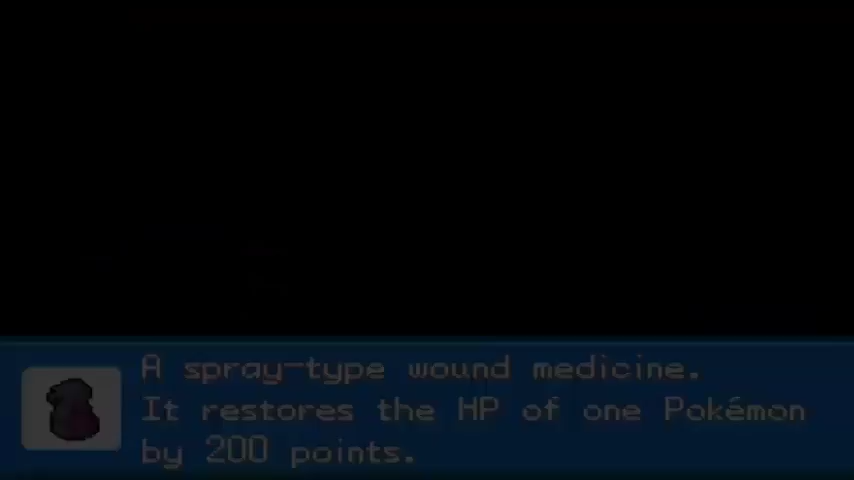 A spray-type wound medicine.
It restores the HP of one Pokémon
by 200 points.